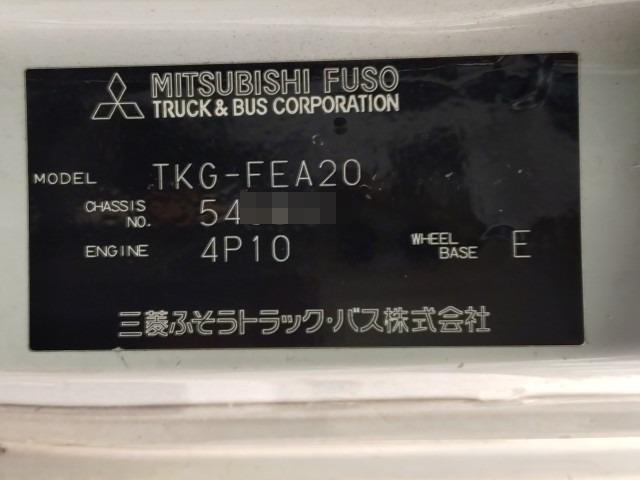 MITSUBISHI FUSO
TRUCK & BUS CORPORATION
MODEL TKG-FEA20
CHASSIS NO. 54
ENGINE 4P10 WHEEL BASE E
三菱ふそうトラック・バス株式会社